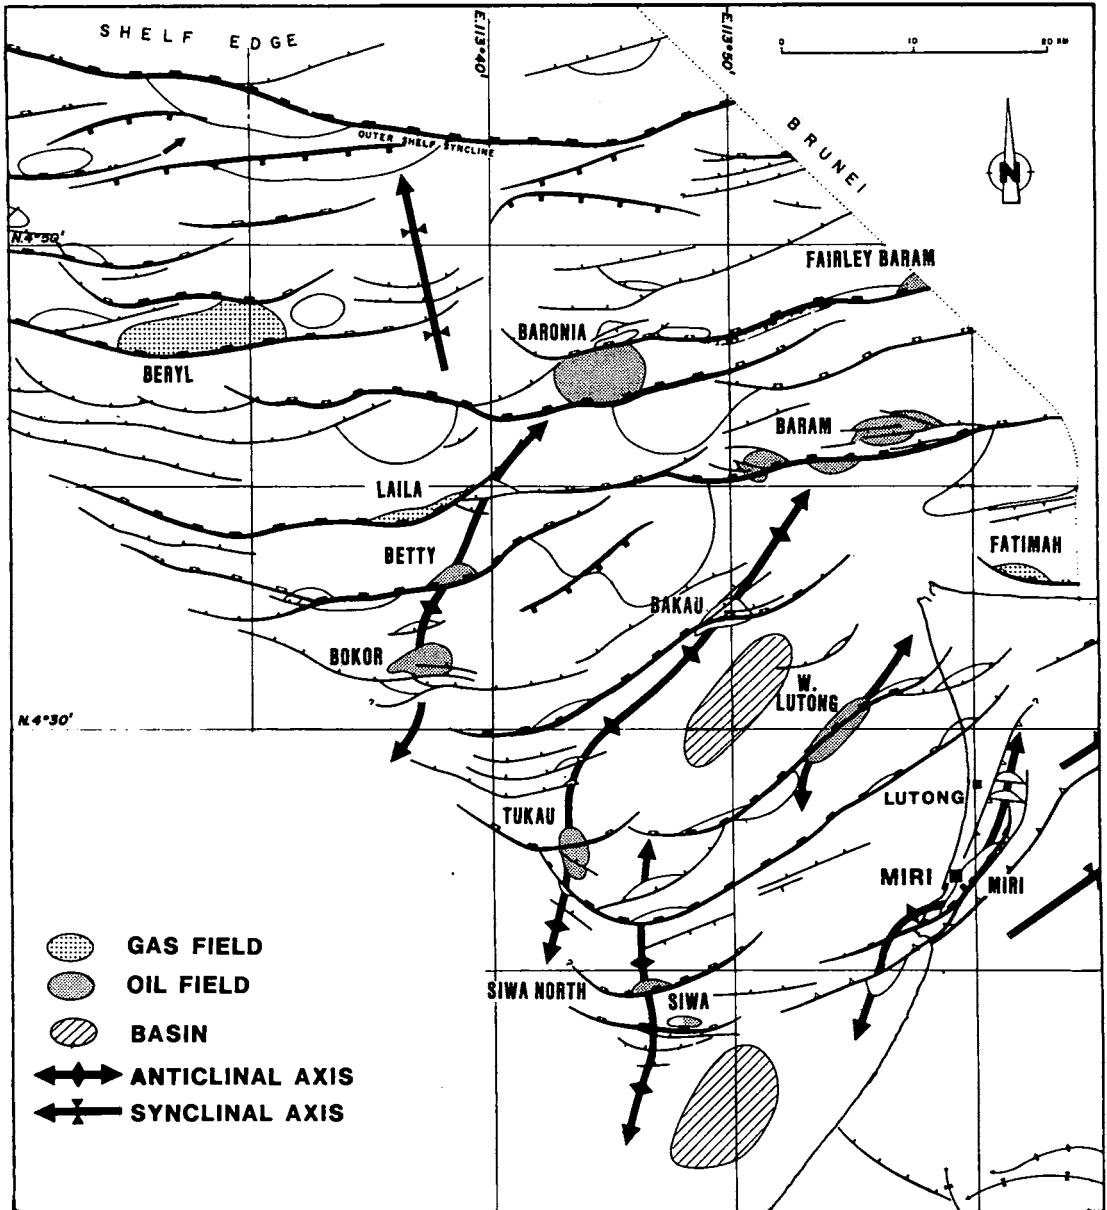 SHELF EDGE
E.113°40'
E.113°50'
0 10 20 KM
BRUNEI
OUTER SHELF SYNCLINE
N
N.4°50'
FAIRLEY BARAM
BARONIA
BERYL
BARAM
LAILA
FATIMAH
BETTY
BAKAU
BOKOR
W.
LUTONG
N.4°30'
LUTONG
TUKAU
MIRI
MIRI
GAS FIELD
OIL FIELD
SIWA NORTH
SIWA
BASIN
ANTICLINAL AXIS
SYNCLINAL AXIS